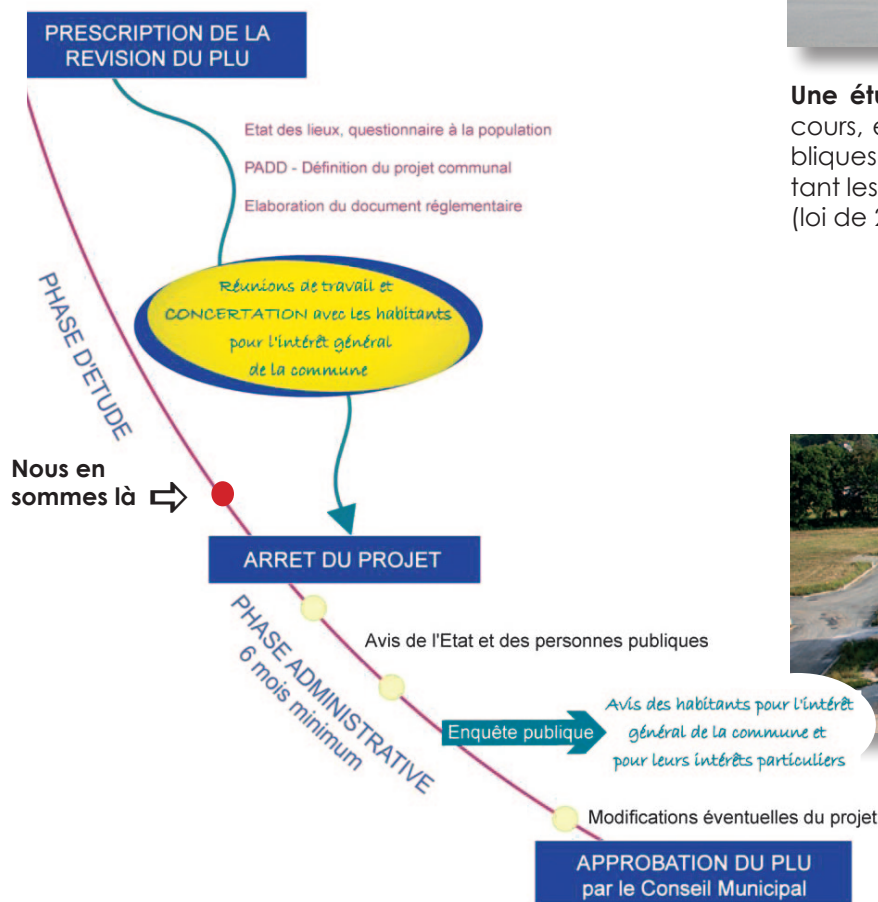 PRESCRIPTION DE LA
REVISION DU PLU
Etat des lieux, questionnaire à la population
PADD - Définition du projet communal
Elaboration du document réglementaire
Réunions de travail et
CONCERTATION avec les habitants
pour l'intérêt général
de la commune
PHASE D'ETUDE
Nous en
sommes là
ARRET DU PROJET
PHASE ADMINISTRATIVE
6 mois minimum
Avis de l'Etat et des personnes publiques
Enquête publique
Avis des habitants pour l'intérêt
général de la commune et
pour leurs intérêts particuliers
Modifications éventuelles du projet
APPROBATION DU PLU
par le Conseil Municipal
Une
cours,
bliques
tant les
(loi de